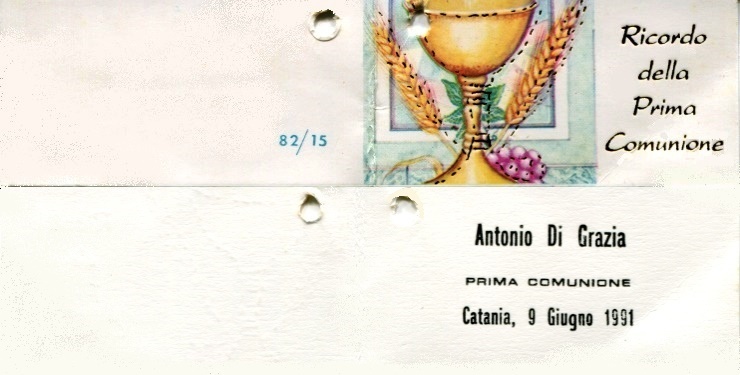 Ricordo
della
Prima
Comunione
82/15
Antonio Di Grazia
PRIMA COMUNIONE
Catania, 9 Giugno 1991